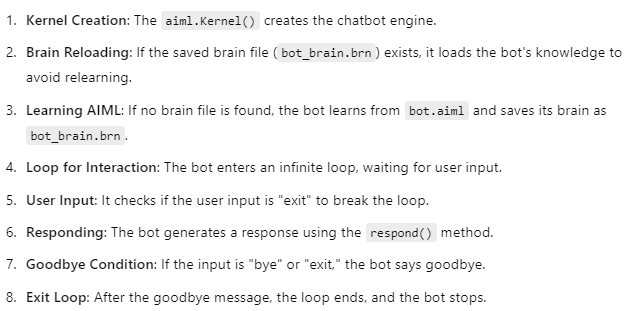 1. Kernel Creation: The aiml.Kernel() creates the chatbot engine.
2. Brain Reloading: If the saved brain file ( bot_brain.brn ) exists, it loads the bot's knowledge to
avoid relearning.
3. Learning AIML: If no brain file is found, the bot learns from bot.aiml and saves its brain as
bot_brain.brn .
4. Loop for Interaction: The bot enters an infinite loop, waiting for user input.
5. User Input: It checks if the user input is "exit" to break the loop.
6. Responding: The bot generates a response using the respond() method.
7. Goodbye Condition: If the input is "bye" or "exit," the bot says goodbye.
8. Exit Loop: After the goodbye message, the loop ends, and the bot stops.